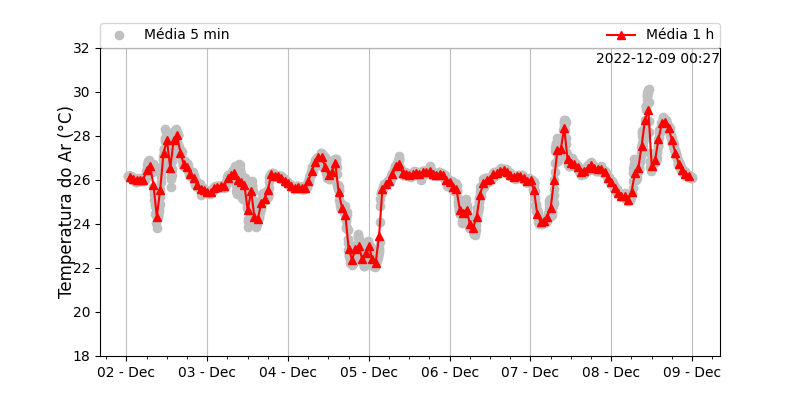 Média 5 min
Média 1 h
2022-12-09 00:27
Temperatura do Ar (°C)
32
30
28
26
24
22
20
18
02 - Dec
03 - Dec
04 - Dec
05 - Dec
06 - Dec
07 - Dec
08 - Dec
09 - Dec